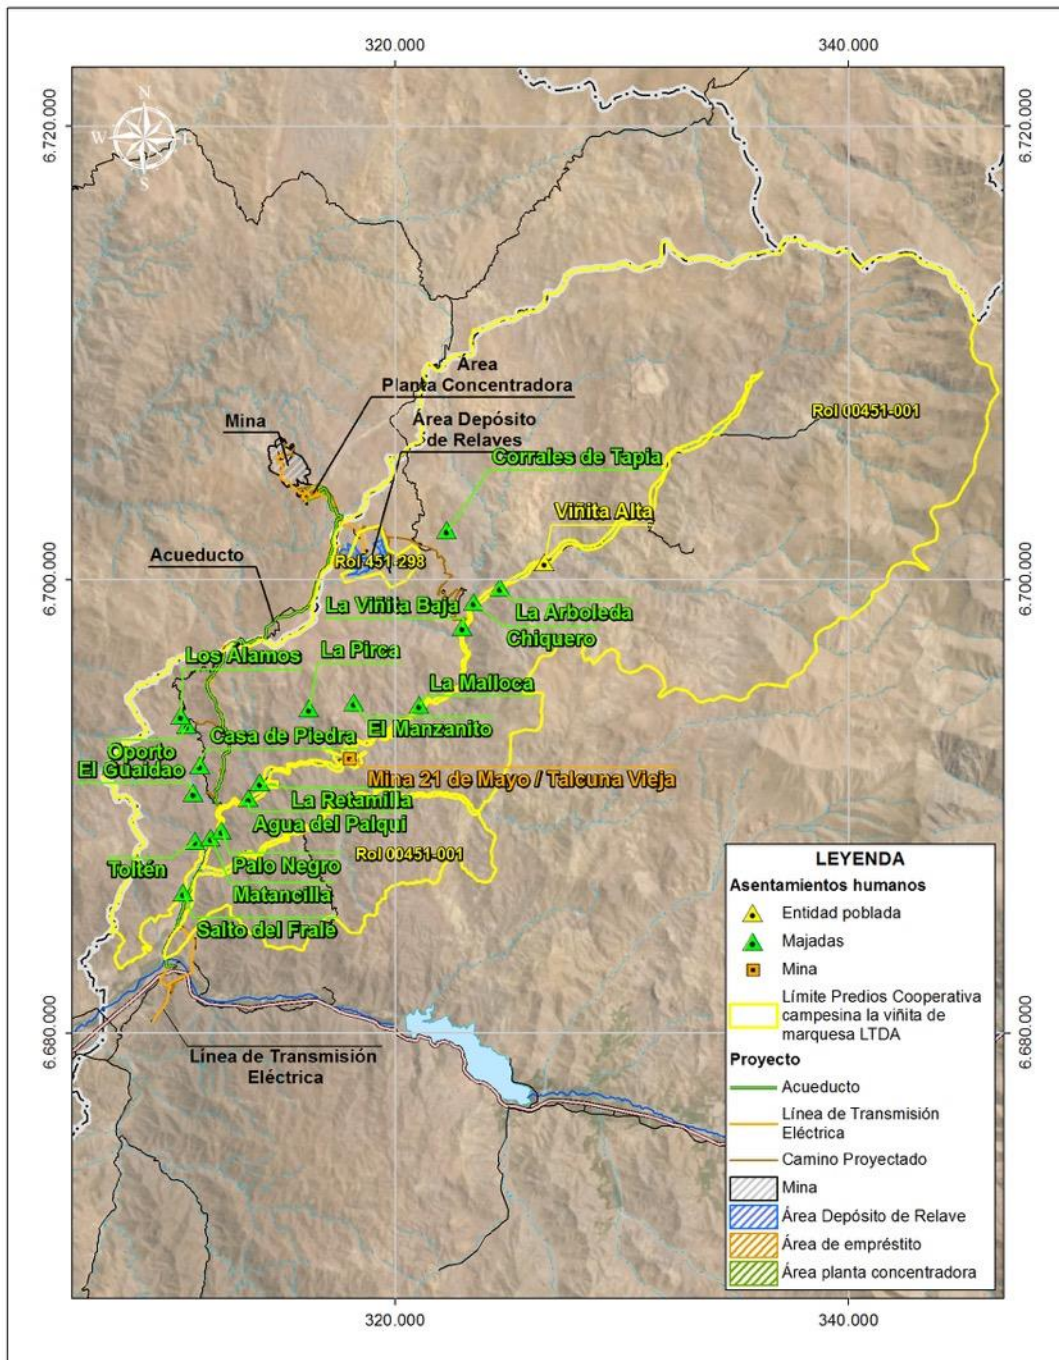 320.000
340.000
6.720.000
6.720.000
N
W
E
S
Área
Planta Concentradora
Mina
Área Depósito
de Relaves
Rol 00451-001
Corrales de Tapia
Viñita Alta
Acueducto
Rol 451-298
6.700.000
6.700.000
La Viñita Baja
La Arboleda
Chiquero
Los Álamos
La Pirca
La Malloca
El Manzanito
Casa de Piedra
Oporto
El Guaidao
Mina 21 de Mayo / Talcuna Vieja
La Retamilla
Agua del Palqui
Rol 00451-001
Toltén
Palo Negro
Matancilla
Salto del Fralé
6.680.000
6.680.000
Línea de Transmisión
Eléctrica
LEYENDA
Asentamientos humanos
Entidad poblada
Majadas
Mina
Límite Predios Cooperativa
campesina la viñita de
marquesa LTDA
Proyecto
Acueducto
Línea de Transmisión
Eléctrica
Camino Proyectado
Mina
Área Depósito de Relave
Área de empréstito
Área planta concentradora
320.000
340.000